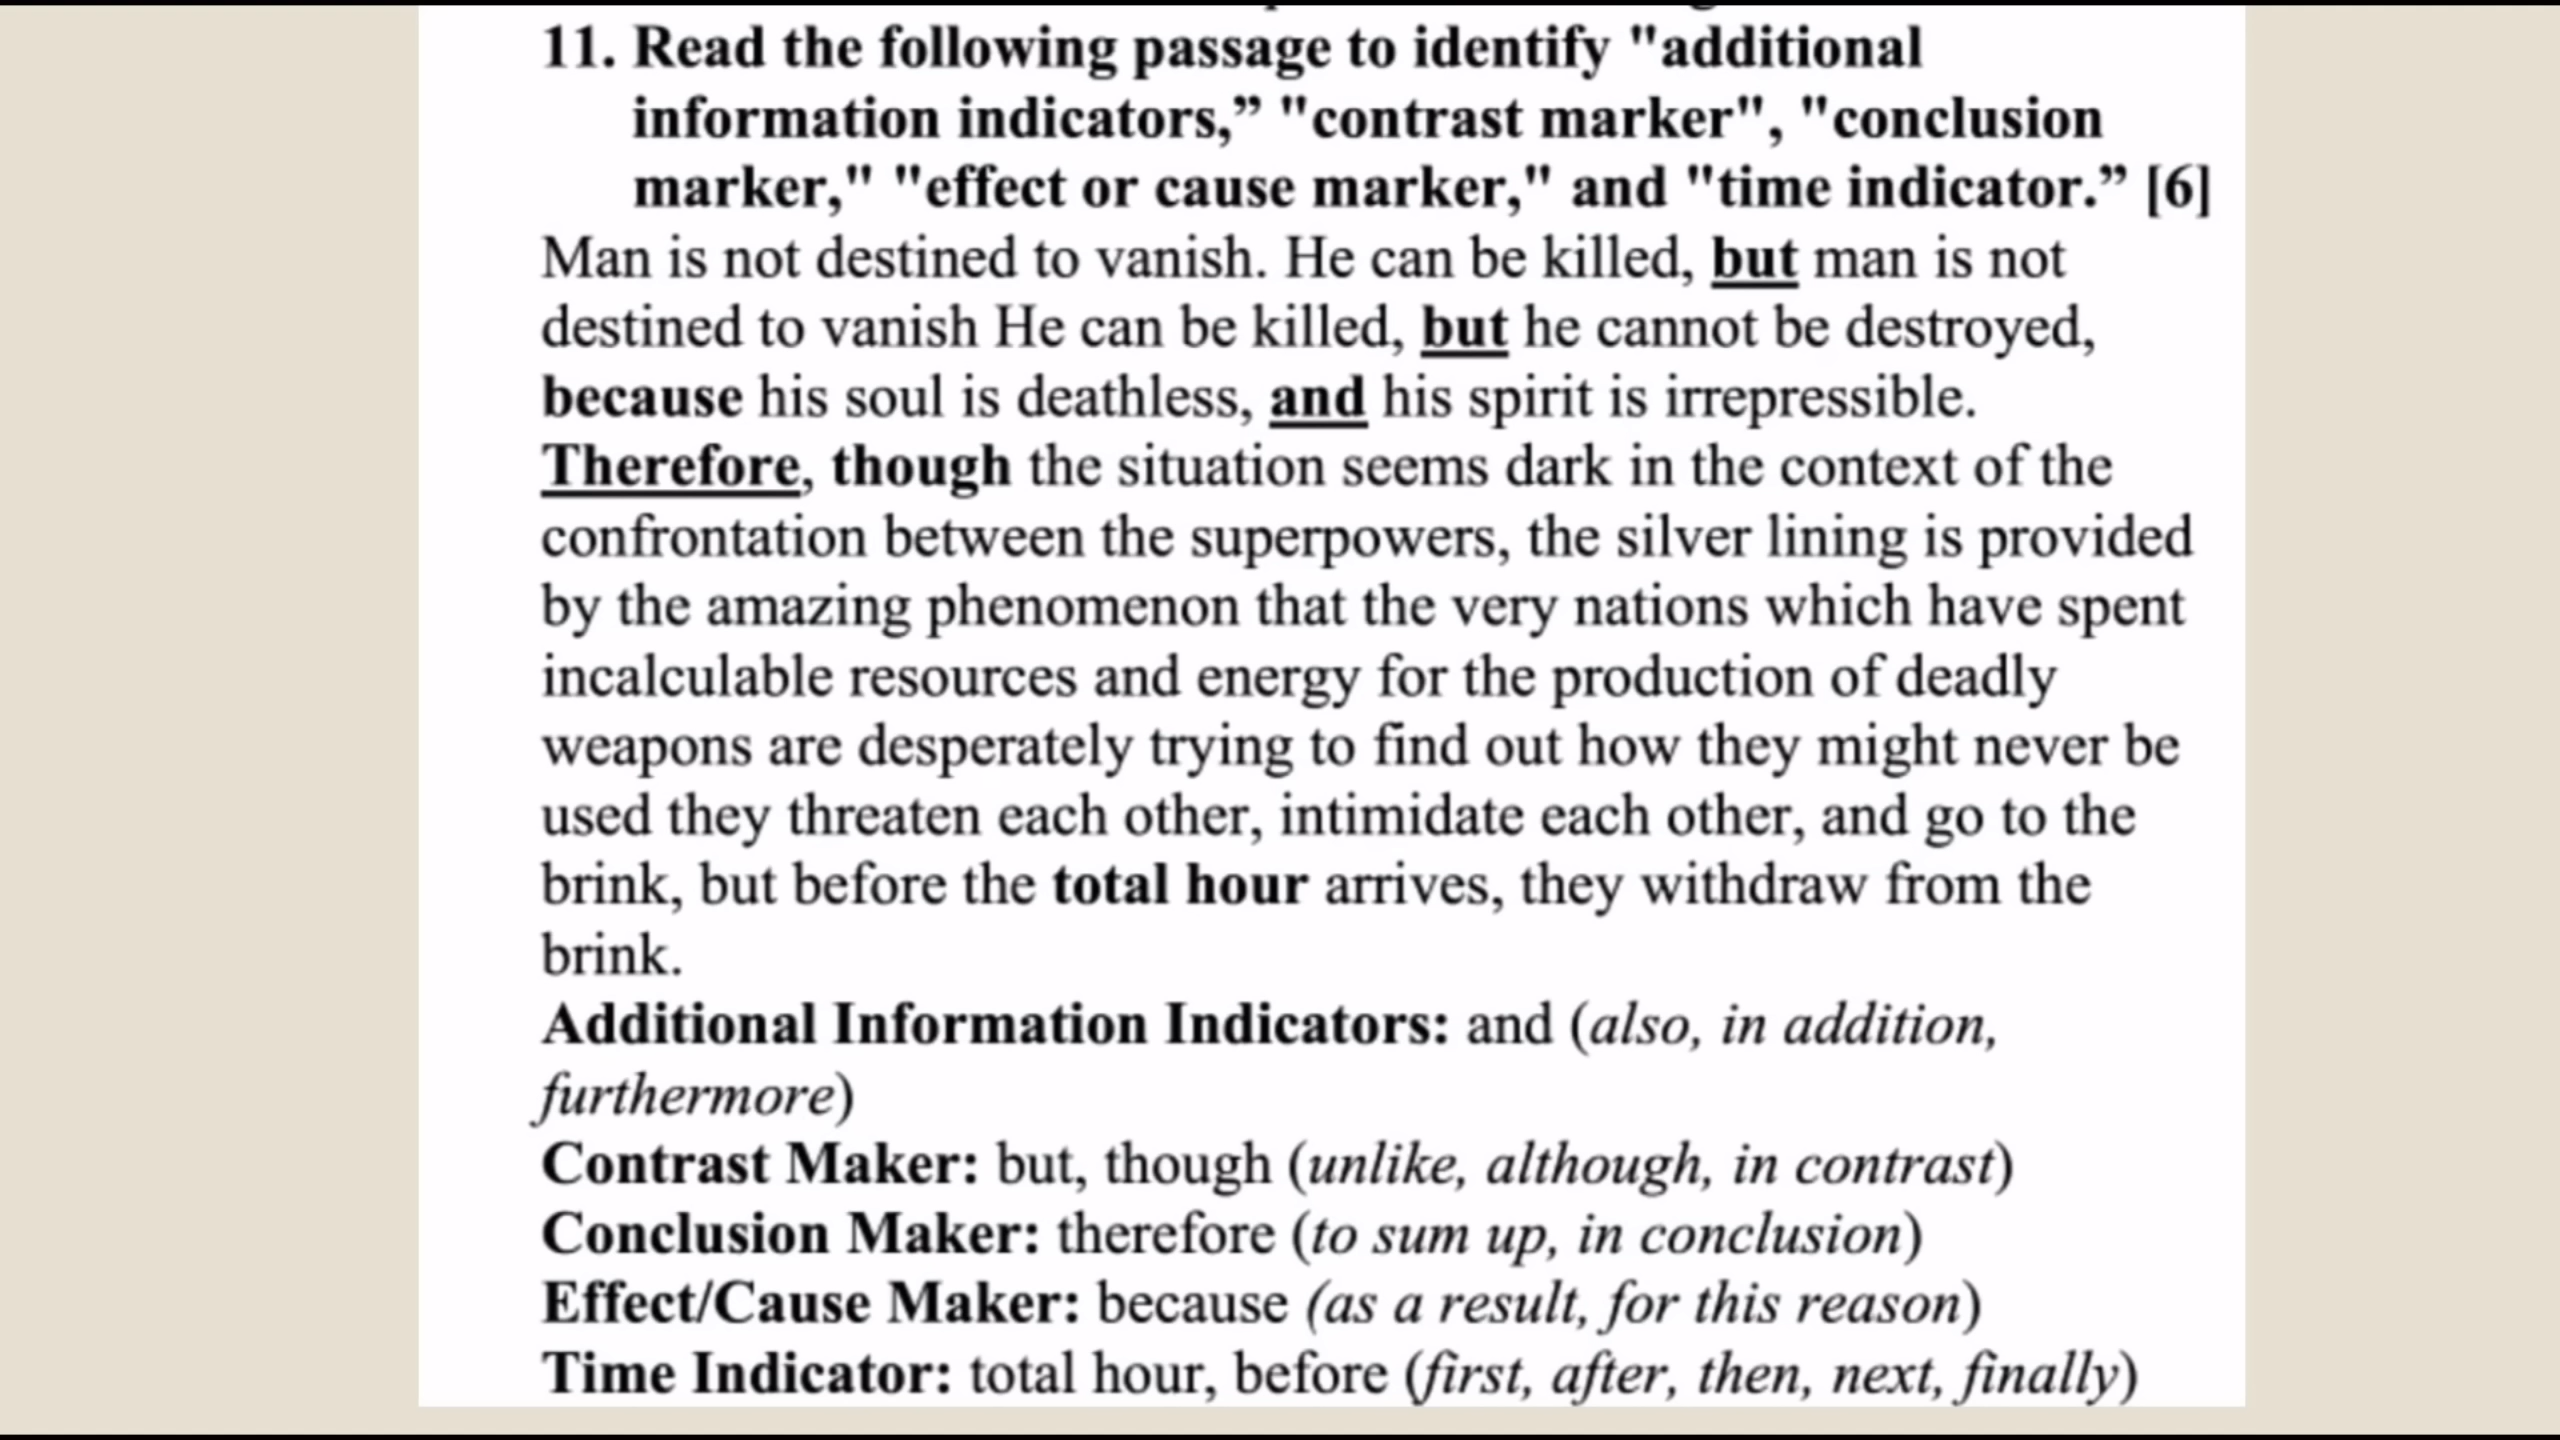 11. Read the following passage to identify "additional
information indicators,” "contrast marker", "conclusion
marker," "effect or cause marker," and "time indicator.” [6]
Man is not destined to vanish. He can be killed, but man is not
destined to vanish He can be killed, but he cannot be destroyed,
because his soul is deathless, and his spirit is irrepressible.
Therefore, though the situation seems dark in the context of the
confrontation between the superpowers, the silver lining is provided
by the amazing phenomenon that the very nations which have spent
incalculable resources and energy for the production of deadly
weapons are desperately trying to find out how they might never be
used they threaten each other, intimidate each other, and go to the
brink, but before the total hour arrives, they withdraw from the
brink.
Additional Information Indicators: and (also, in addition,
furthermore)
Contrast Maker: but, though (unlike, although, in contrast)
Conclusion Maker: therefore (to sum up, in conclusion)
Effect/Cause Maker: because (as a result, for this reason)
Time Indicator: total hour, before (first, after, then, next, finally)